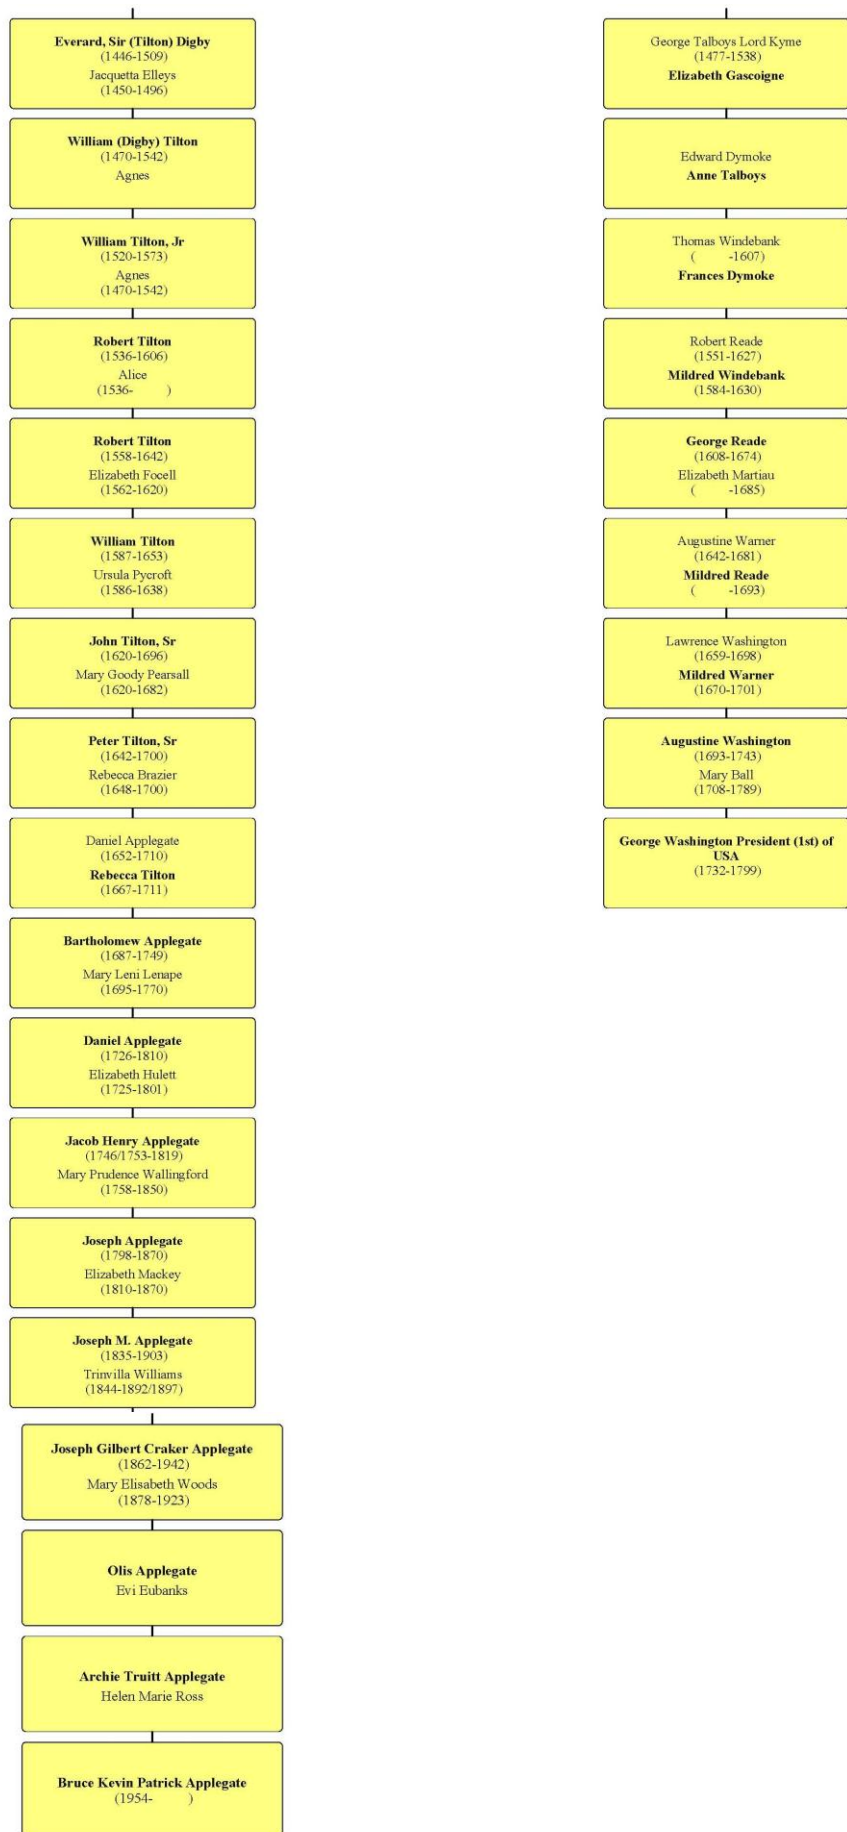 Everard, Sir (Tilton) Digby
(1446-1509)
Jacquetta Elleys
(1450-1496)
William (Digby) Tilton
(1470-1542)
Agnes
William Tilton, Jr
(1520-1573)
Agnes
(1470-1542)
Robert Tilton
(1536-1606)
Alice
(1536- )
Robert Tilton
(1558-1642)
Elizabeth Focell
(1562-1620)
William Tilton
(1587-1653)
Ursula Pycroft
(1586-1638)
John Tilton, Sr
(1620-1696)
Mary Goody Pearsall
(1620-1682)
Peter Tilton, Sr
(1642-1700)
Rebecca Brazier
(1648-1700)
Daniel Applegate
(1652-1710)
Rebecca Tilton
(1667-1711)
Bartholomew Applegate
(1687-1749)
Mary Leni Lenape
(1695-1770)
Daniel Applegate
(1726-1810)
Elizabeth Hulett
(1725-1801)
Jacob Henry Applegate
(1746/1753-1819)
Mary Prudence Wallingford
(1758-1850)
Joseph Applegate
(1798-1870)
Elizabeth Mackey
(1810-1870)
Joseph M. Applegate
(1835-1903)
Trinvilla Williams
(1844-1892/1897)
Joseph Gilbert Craker Applegate
(1862-1942)
Mary Elisabeth Woods
(1878-1923)
Olis Applegate
Evi Eubanks
Archie Truitt Applegate
Helen Marie Ross
Bruce Kevin Patrick Applegate
(1954- )
George Talboys Lord Kyme
(1477-1538)
Elizabeth Gascoigne
Edward Dymoke
Anne Talboys
Thomas Windebank
( -1607)
Frances Dymoke
Robert Reade
(1551-1627)
Mildred Windebank
(1584-1630)
George Reade
(1608-1674)
Elizabeth Martiau
( -1685)
Augustine Warner
(1642-1681)
Mildred Reade
( -1693)
Lawrence Washington
(1659-1698)
Mildred Warner
(1670-1701)
Augustine Washington
(1693-1743)
Mary Ball
(1708-1789)
George Washington President (1st) of
USA
(1732-1799)